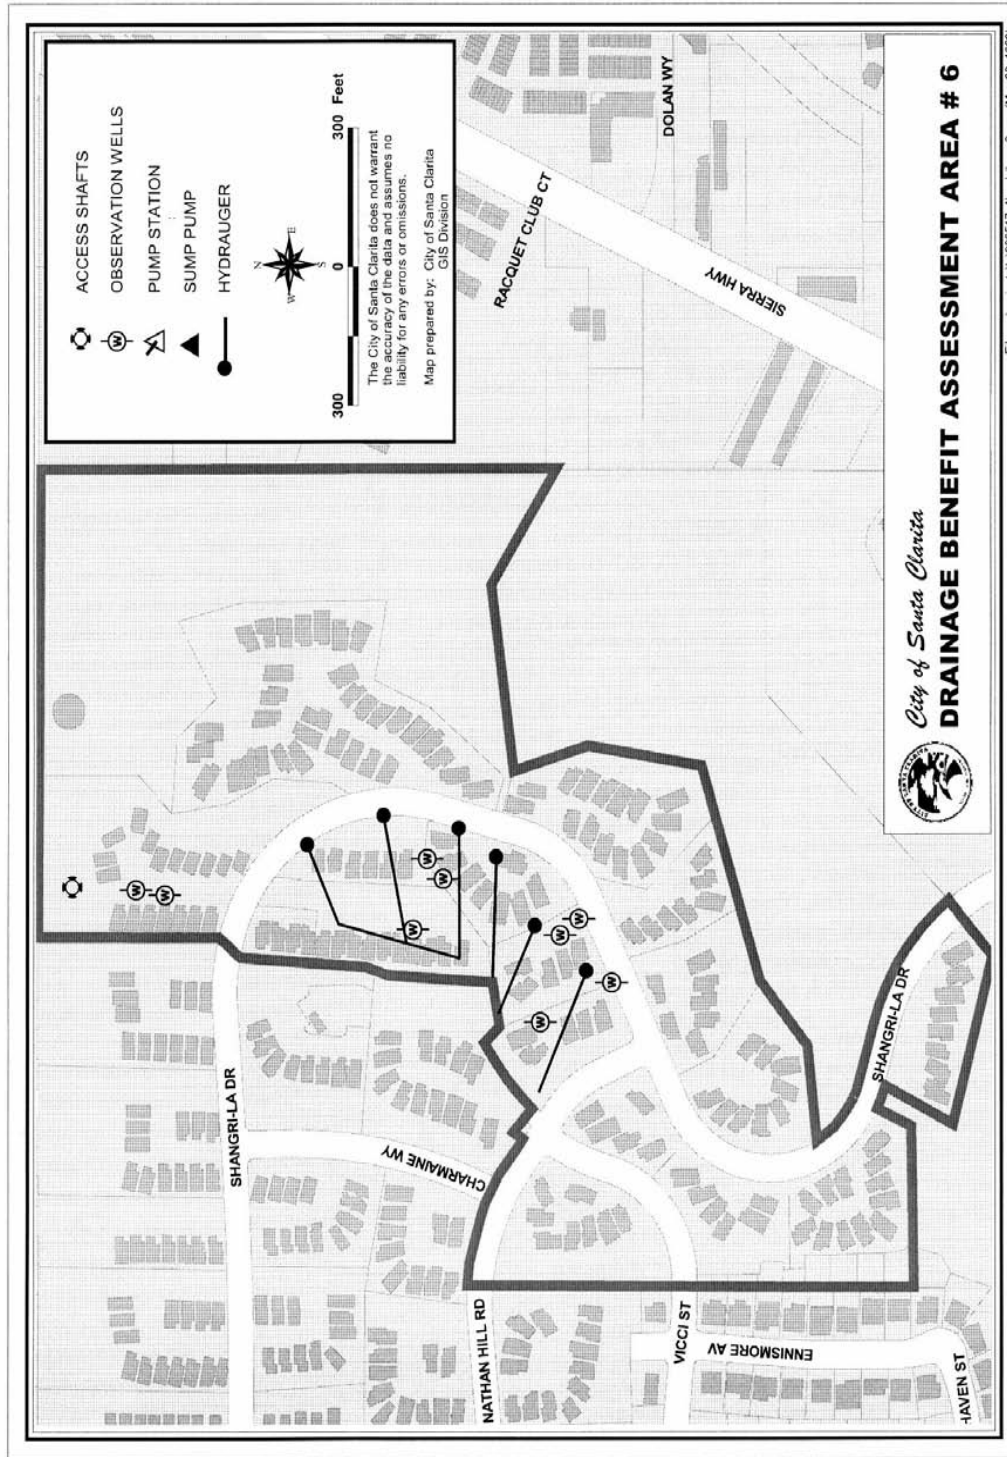 ACCESS SHAFTS
OBSERVATION WELLS
PUMP STATION
SUMP PUMP
HYDRAUGER
W
N
E
S
W
300
0
300 Feet
The City of Santa Clarita does not warrant
the accuracy of the data and assumes no
liability for any errors or omissions.
Map prepared by: City of Santa Clarita
GIS Division
DOLAN WY
RACQUET CLUB CT
SIERRA HWY
SHANGRI-LA DR
CHARMAINE WY
NATHAN HILL RD
VICCI ST
ENNISMORE AV
HAVEN ST
SHANGRI-LA DR
W
W
W
W
W
W
W
W
W
City of Santa Clarita
DRAINAGE BENEFIT ASSESSMENT AREA # 6